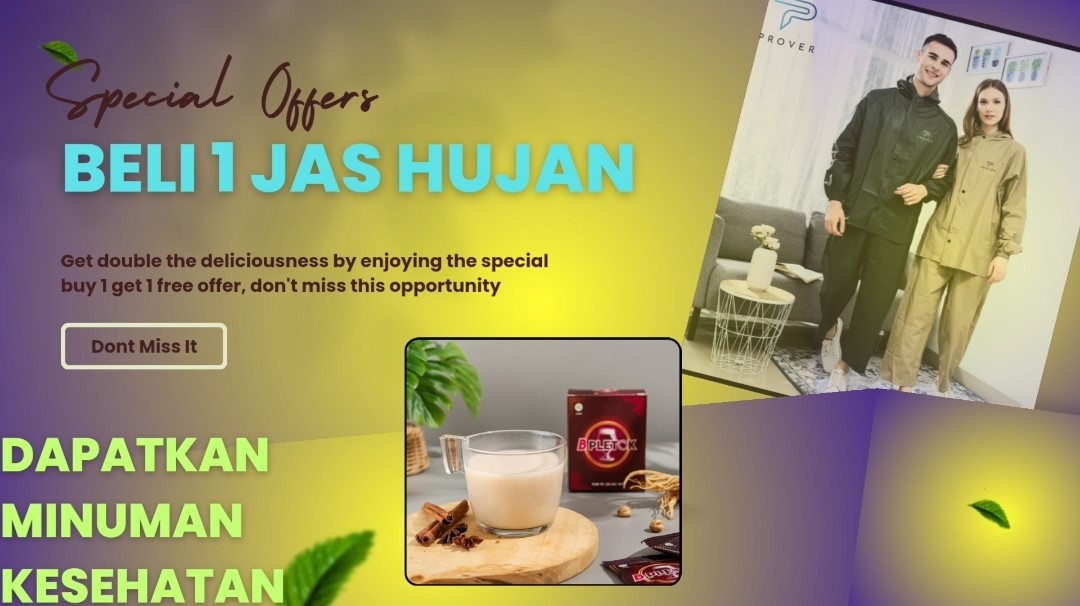 PROVER
Special Offers
BELI 1 JAS HUJAN
Get double the deliciousness by enjoying the special
buy 1 get 1 free offer, don't miss this opportunity
Dont Miss It
DAPATKAN
MINUMAN
KESEHATAN
BPLETOK